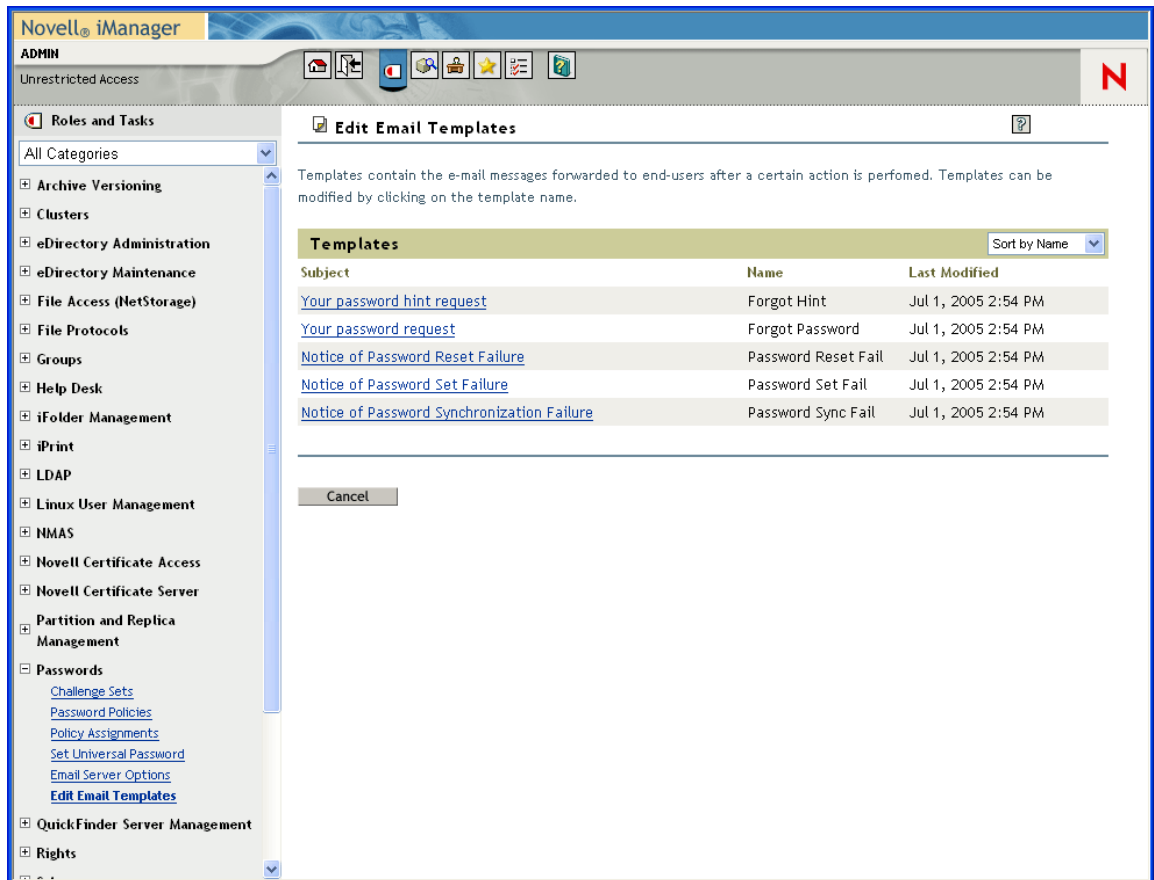 Novell® iManager
ADMIN
Unrestricted Access
N
Roles and Tasks
All Categories
Archive Versioning
Clusters
eDirectory Administration
eDirectory Maintenance
File Access (NetStorage)
File Protocols
Groups
Help Desk
iFolder Management
iPrint
LDAP
Linux User Management
NMAS
Novell Certificate Access
Novell Certificate Server
Partition and Replica
Management
Passwords
Challenge Sets
Password Policies
Policy Assignments
Set Universal Password
Email Server Options
Edit Email Templates
QuickFinder Server Management
Rights
Edit Email Templates
?
Templates contain the e-mail messages forwarded to end-users after a certain action is perfomed. Templates can be
modified by clicking on the template name.
Templates Sort by Name
Subject Name Last Modified
Your password hint request Forgot Hint Jul 1, 2005 2:54 PM
Your password request Forgot Password Jul 1, 2005 2:54 PM
Notice of Password Reset Failure Password Reset Fail Jul 1, 2005 2:54 PM
Notice of Password Set Failure Password Set Fail Jul 1, 2005 2:54 PM
Notice of Password Synchronization Failure Password Sync Fail Jul 1, 2005 2:54 PM
Cancel